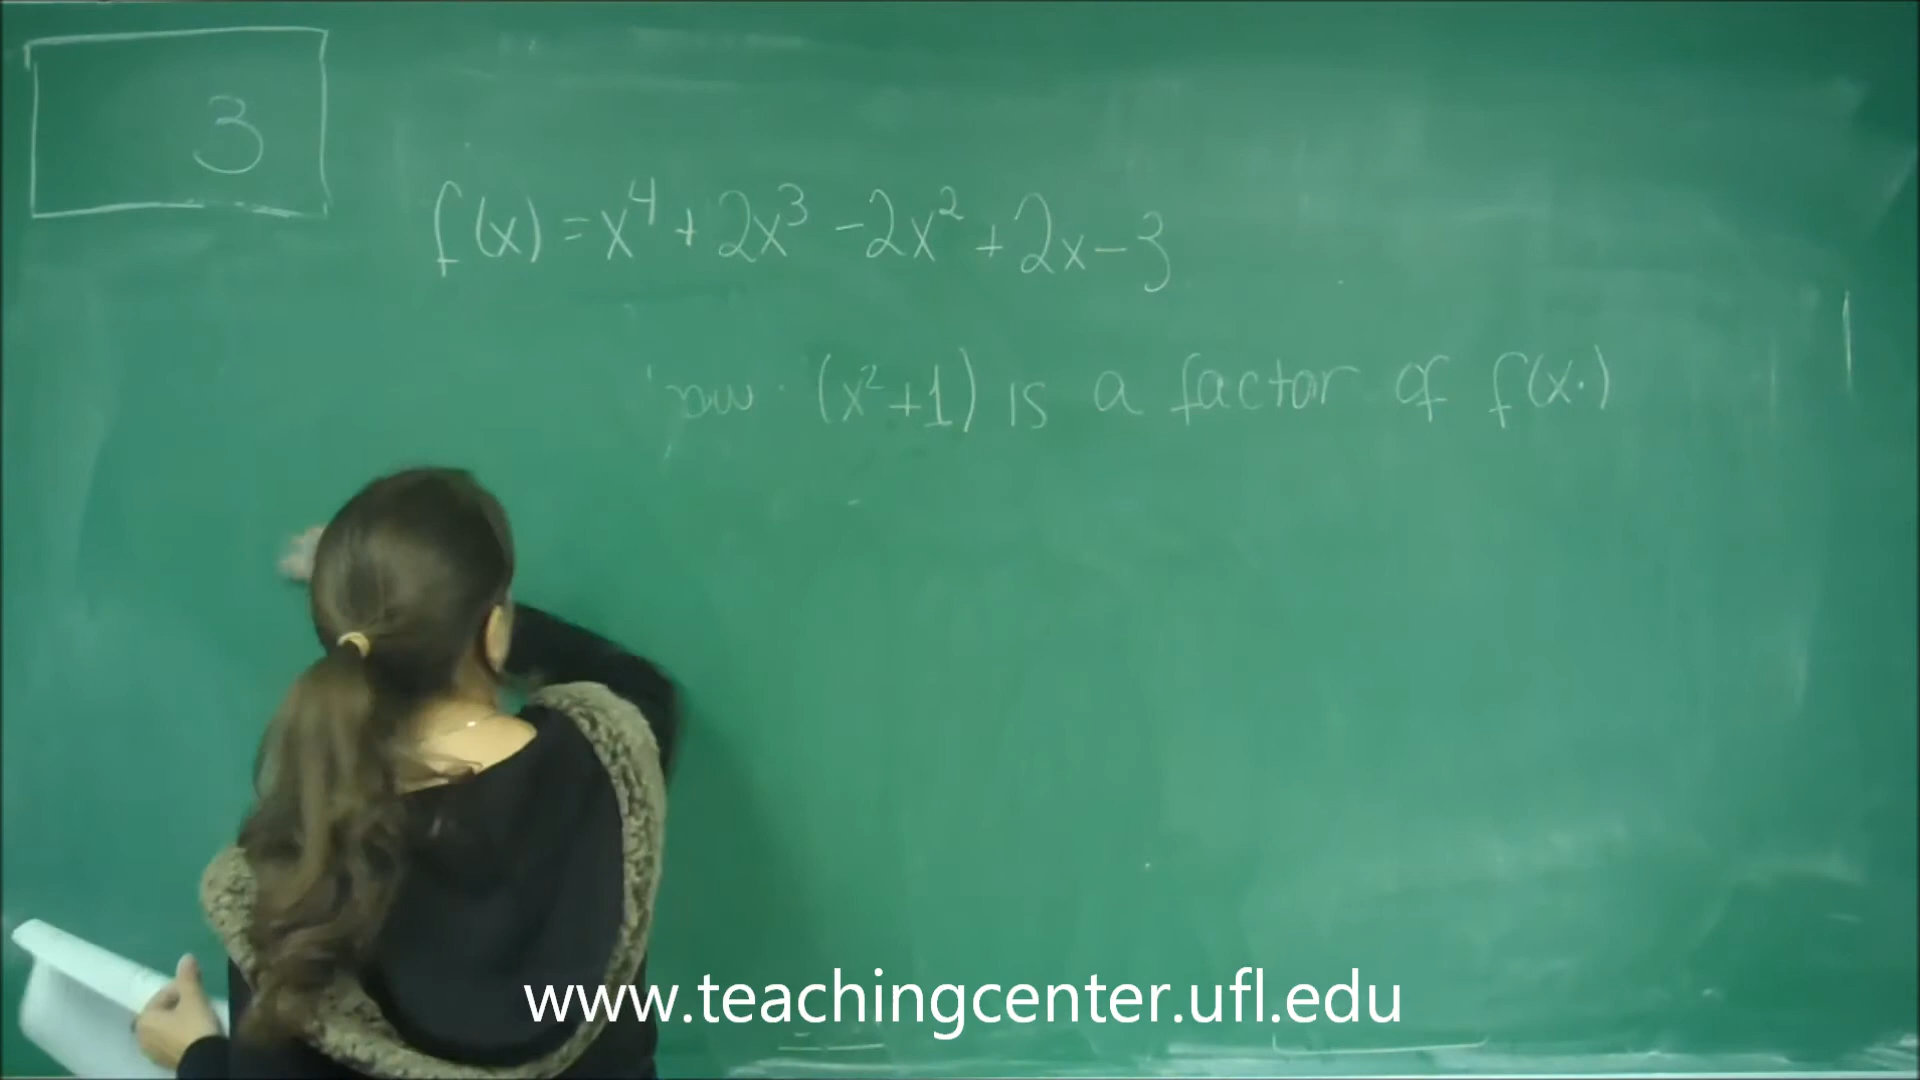 3
f(x) = x⁴ + 2x³ - 2x² + 2x - 3
(x² + 1) is a factor of f(x.)
www.teachingcenter.ufl.edu